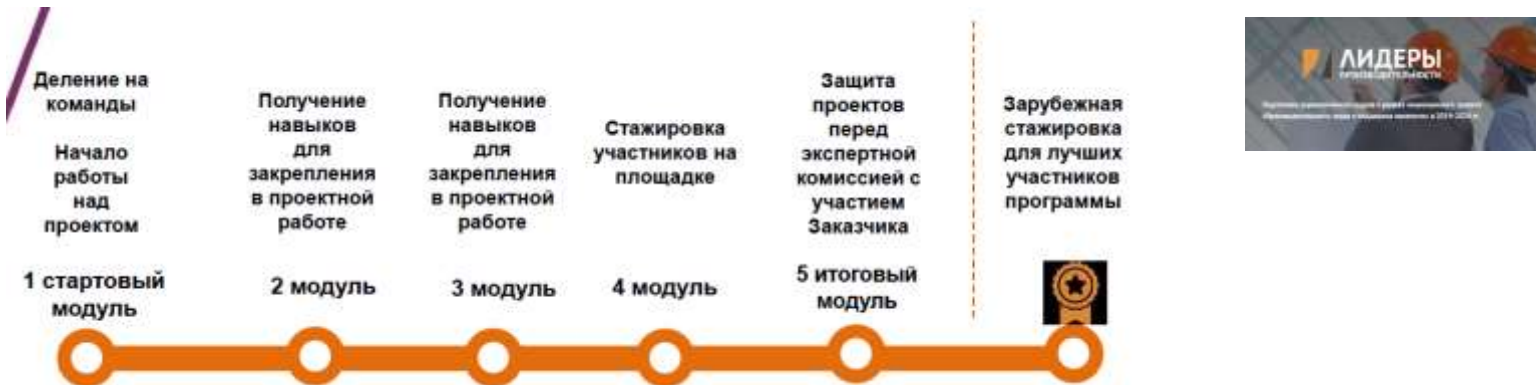 Деление на
команды
Начало
работы
над
проектом
1 стартовый
модуль
Получение
навыков
для
закрепления
в проектной
работе
2 модуль
Получение
навыков
для
закрепления
в проектной
работе
3 модуль
Стажировка
участников на
площадке
4 модуль
Защита
проектов
перед
экспертной
комиссией с
участием
Заказчика
5 итоговый
модуль
Зарубежная
стажировка
для лучших
участников
программы
ЛИДЕРЫ
ПРОИЗВОДИТЕЛЬНОСТИ